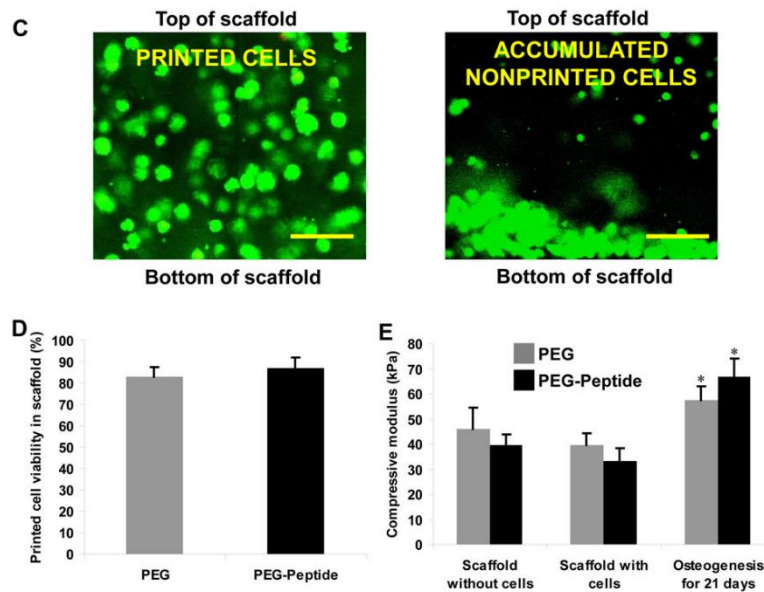 C
Top of scaffold
PRINTED CELLS
Bottom of scaffold
Top of scaffold
ACCUMULATED
NONPRINTED CELLS
Bottom of scaffold
D
Printed cell viability in scaffold (%)
100
90
80
70
60
50
40
30
20
10
0
PEG
PEG-Peptide
E
Compressive modulus (kPa)
80
70
60
50
40
30
20
10
0
PEG
PEG-Peptide
*
*
Scaffold
without cells
Scaffold with
cells
Osteogenesis
for 21 days